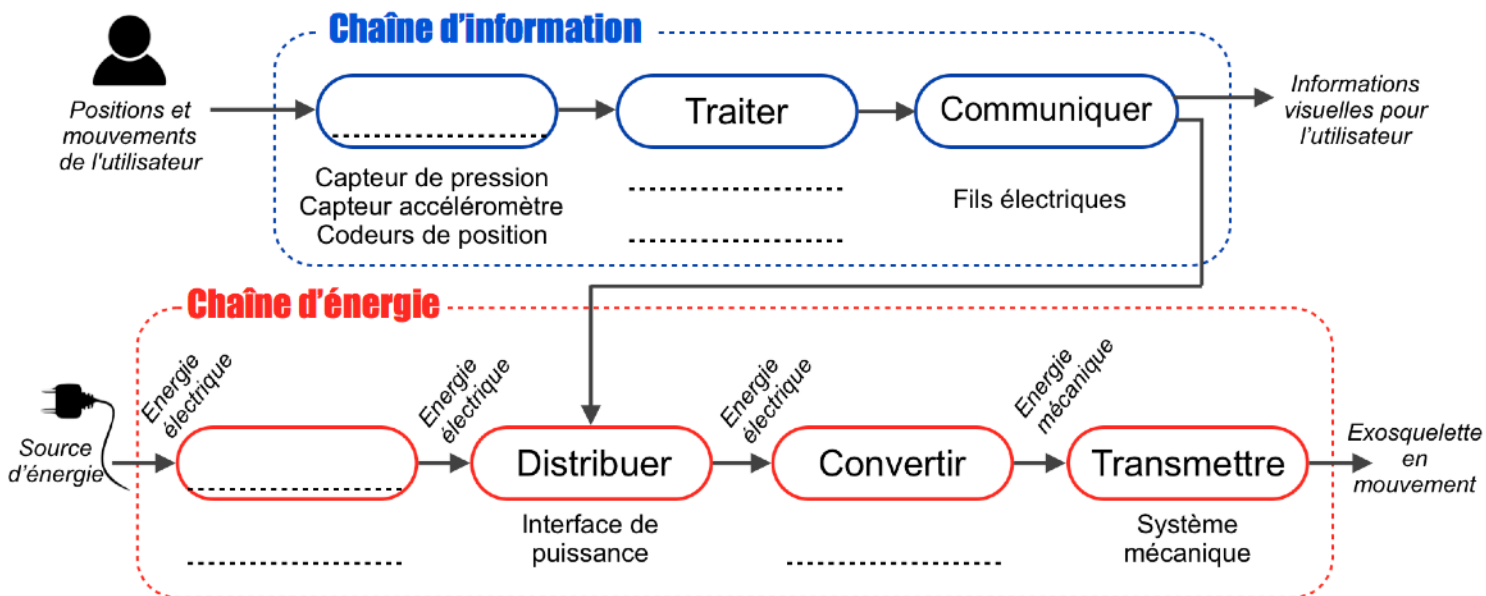 Chaîne d'information
Positions et
mouvements
de l'utilisateur
Traiter
Communiquer
Informations
visuelles pour
l'utilisateur
Capteur de pression
Capteur accéléromètre
Codeurs de position
Fils électriques
Chaîne d'énergie
Source
d'énergie
Energie
électrique
Energie
électrique
Distribuer
Interface de
puissance
Energie
électrique
Convertir
Energie
mécanique
Transmettre
Système
mécanique
Exosquelette
en
mouvement